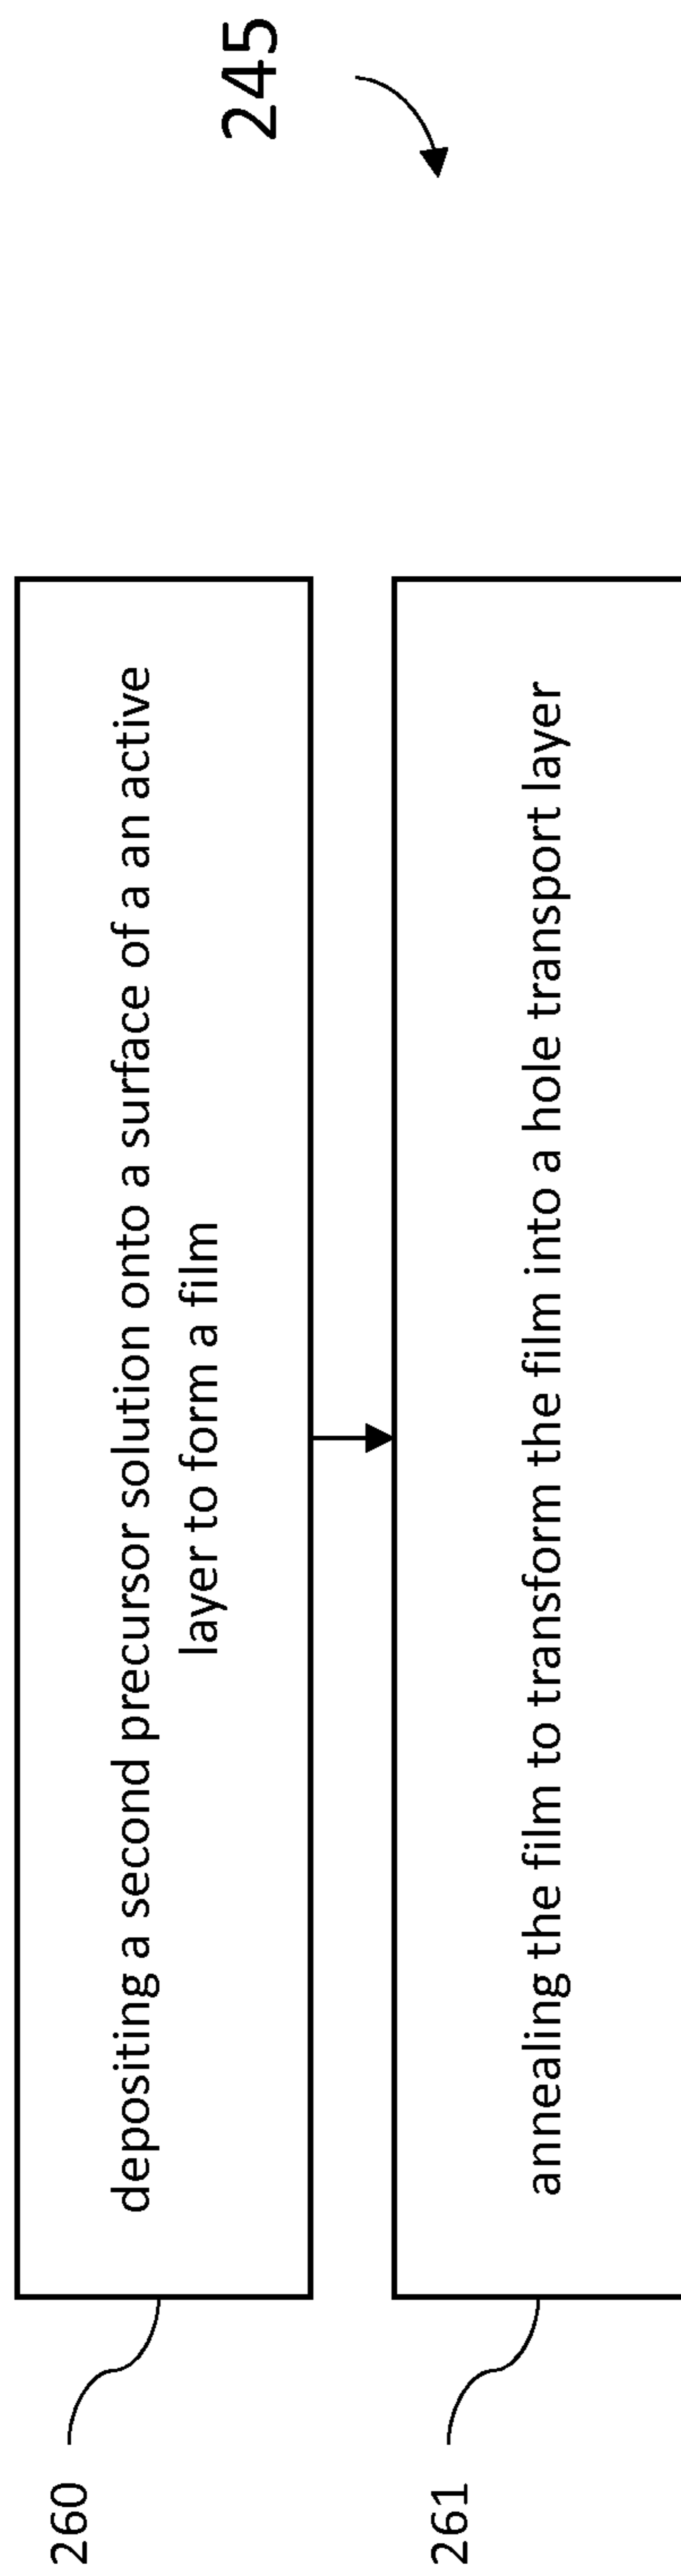 245
260
depositing a second precursor solution onto a surface of a an active
layer to form a film
261
annealing the film to transform the film into a hole transport layer